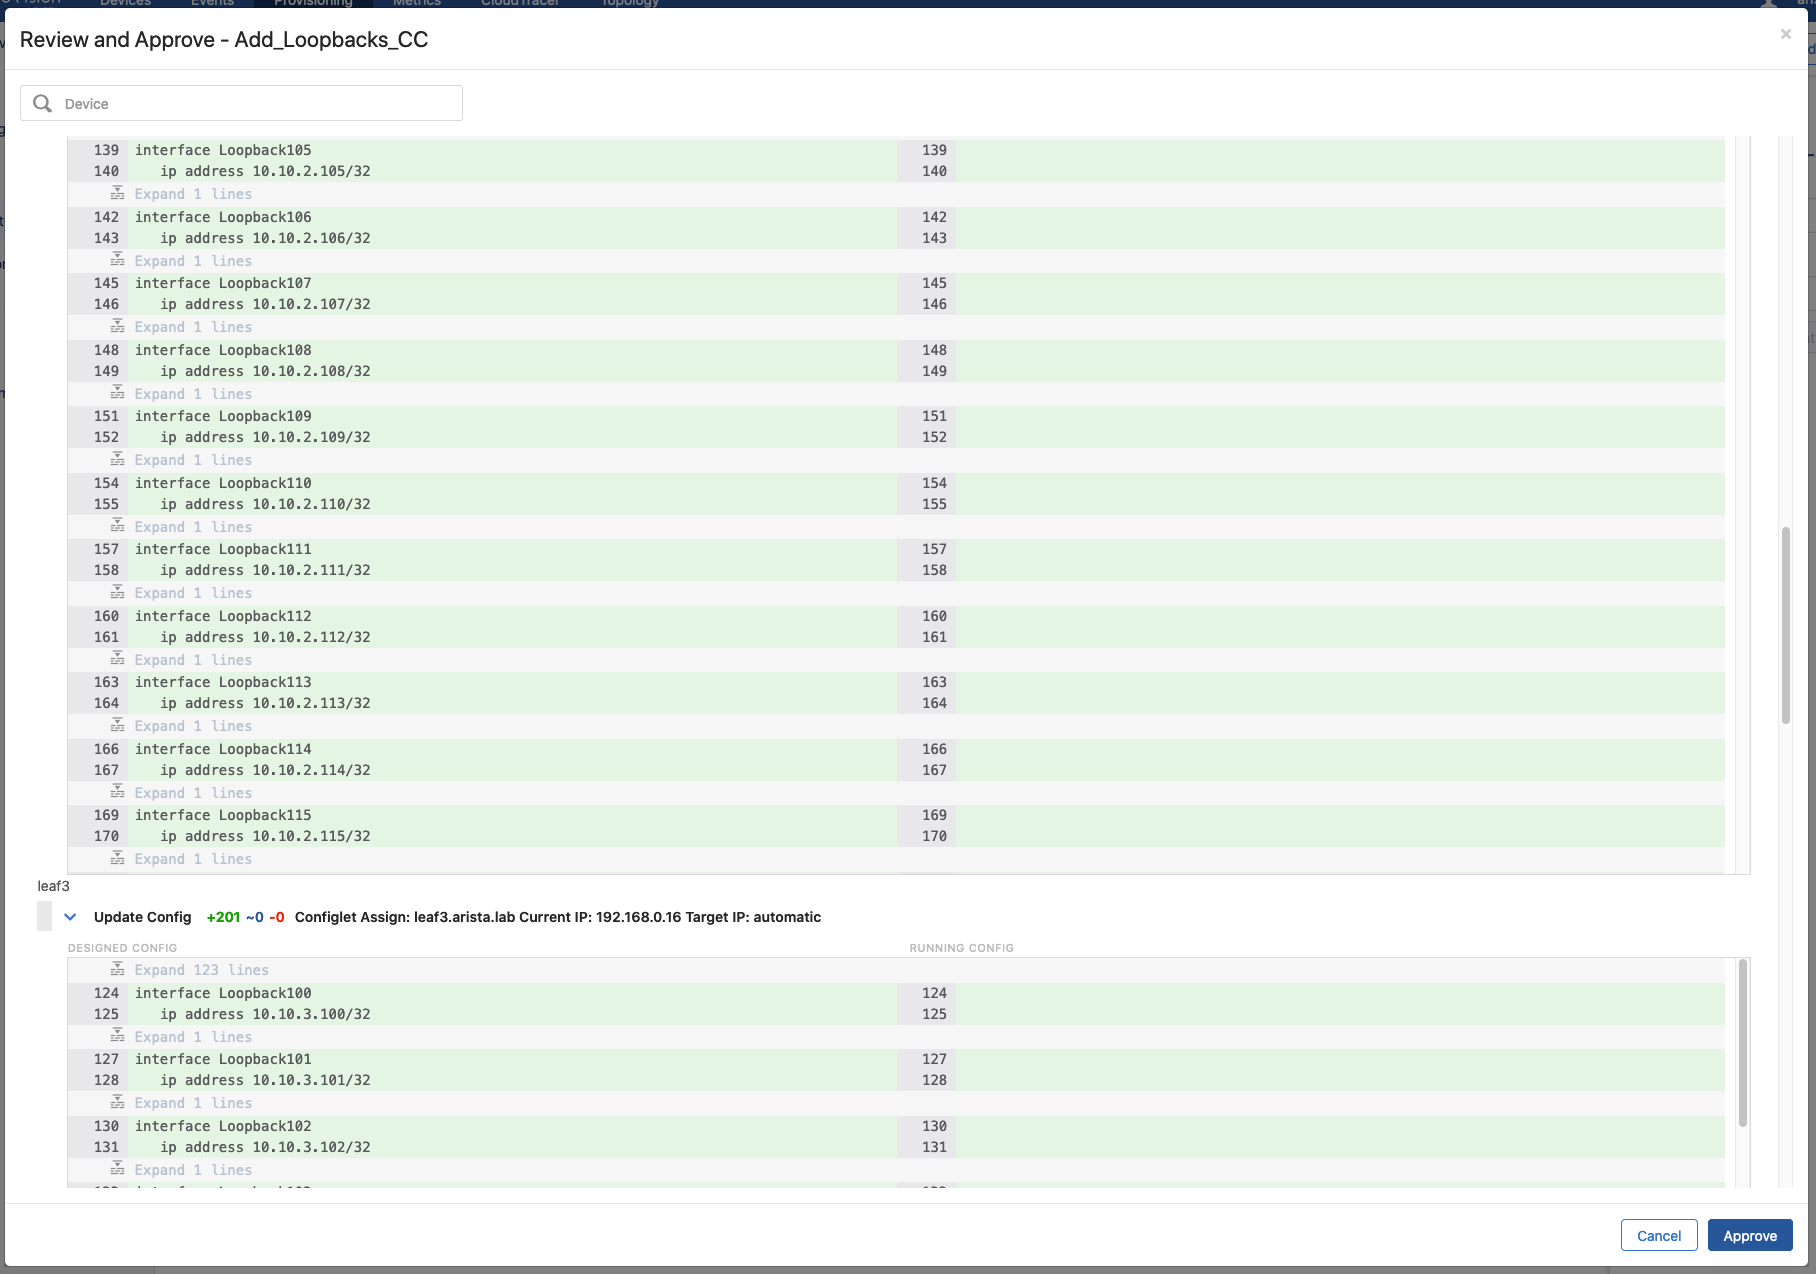 Devices Events Provisioning Metrics CloudTracer Topology
Review and Approve - Add_Loopbacks_CC
×
Device
139 interface Loopback105 139
140 ip address 10.10.2.105/32 140
Expand 1 lines
142 interface Loopback106 142
143 ip address 10.10.2.106/32 143
Expand 1 lines
145 interface Loopback107 145
146 ip address 10.10.2.107/32 146
Expand 1 lines
148 interface Loopback108 148
149 ip address 10.10.2.108/32 149
Expand 1 lines
151 interface Loopback109 151
152 ip address 10.10.2.109/32 152
Expand 1 lines
154 interface Loopback110 154
155 ip address 10.10.2.110/32 155
Expand 1 lines
157 interface Loopback111 157
158 ip address 10.10.2.111/32 158
Expand 1 lines
160 interface Loopback112 160
161 ip address 10.10.2.112/32 161
Expand 1 lines
163 interface Loopback113 163
164 ip address 10.10.2.113/32 164
Expand 1 lines
166 interface Loopback114 166
167 ip address 10.10.2.114/32 167
Expand 1 lines
169 interface Loopback115 169
170 ip address 10.10.2.115/32 170
Expand 1 lines
leaf3
Update Config +201 ~0 -0 Configlet Assign: leaf3.arista.lab Current IP: 192.168.0.16 Target IP: automatic
DESIGNED CONFIG RUNNING CONFIG
Expand 123 lines
124 interface Loopback100 124
125 ip address 10.10.3.100/32 125
Expand 1 lines
127 interface Loopback101 127
128 ip address 10.10.3.101/32 128
Expand 1 lines
130 interface Loopback102 130
131 ip address 10.10.3.102/32 131
Expand 1 lines
Cancel Approve